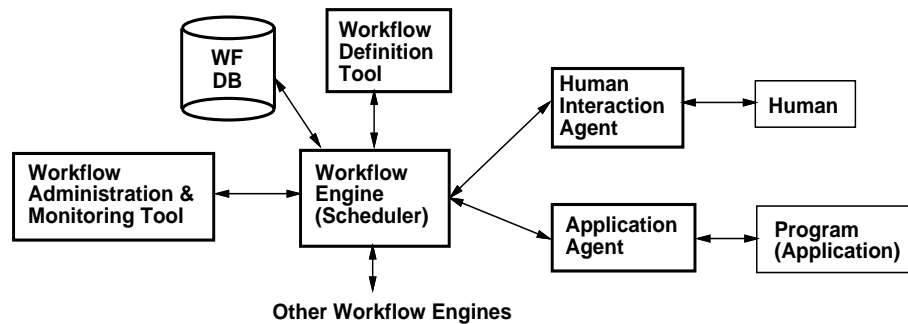 WF
DB
Workflow
Definition
Tool
Human
Interaction
Agent
Human
Workflow
Administration &
Monitoring Tool
Workflow
Engine
(Scheduler)
Application
Agent
Program
(Application)
Other Workflow Engines